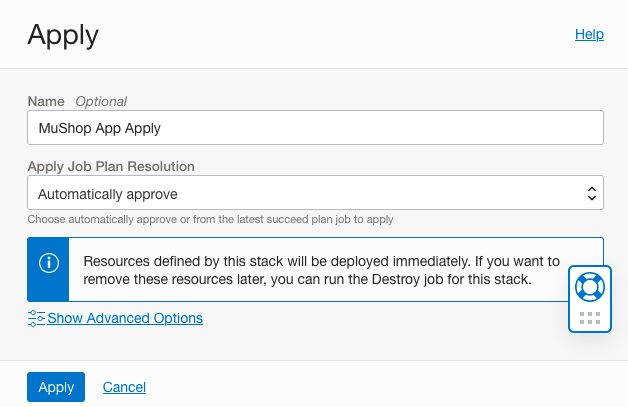 Apply
Help
Name Optional
MuShop App Apply
Apply Job Plan Resolution
Automatically approve
Choose automatically approve or from the latest succeed plan job to apply
Resources defined by this stack will be deployed immediately. If you want to
remove these resources later, you can run the Destroy job for this stack.
Show Advanced Options
Apply Cancel